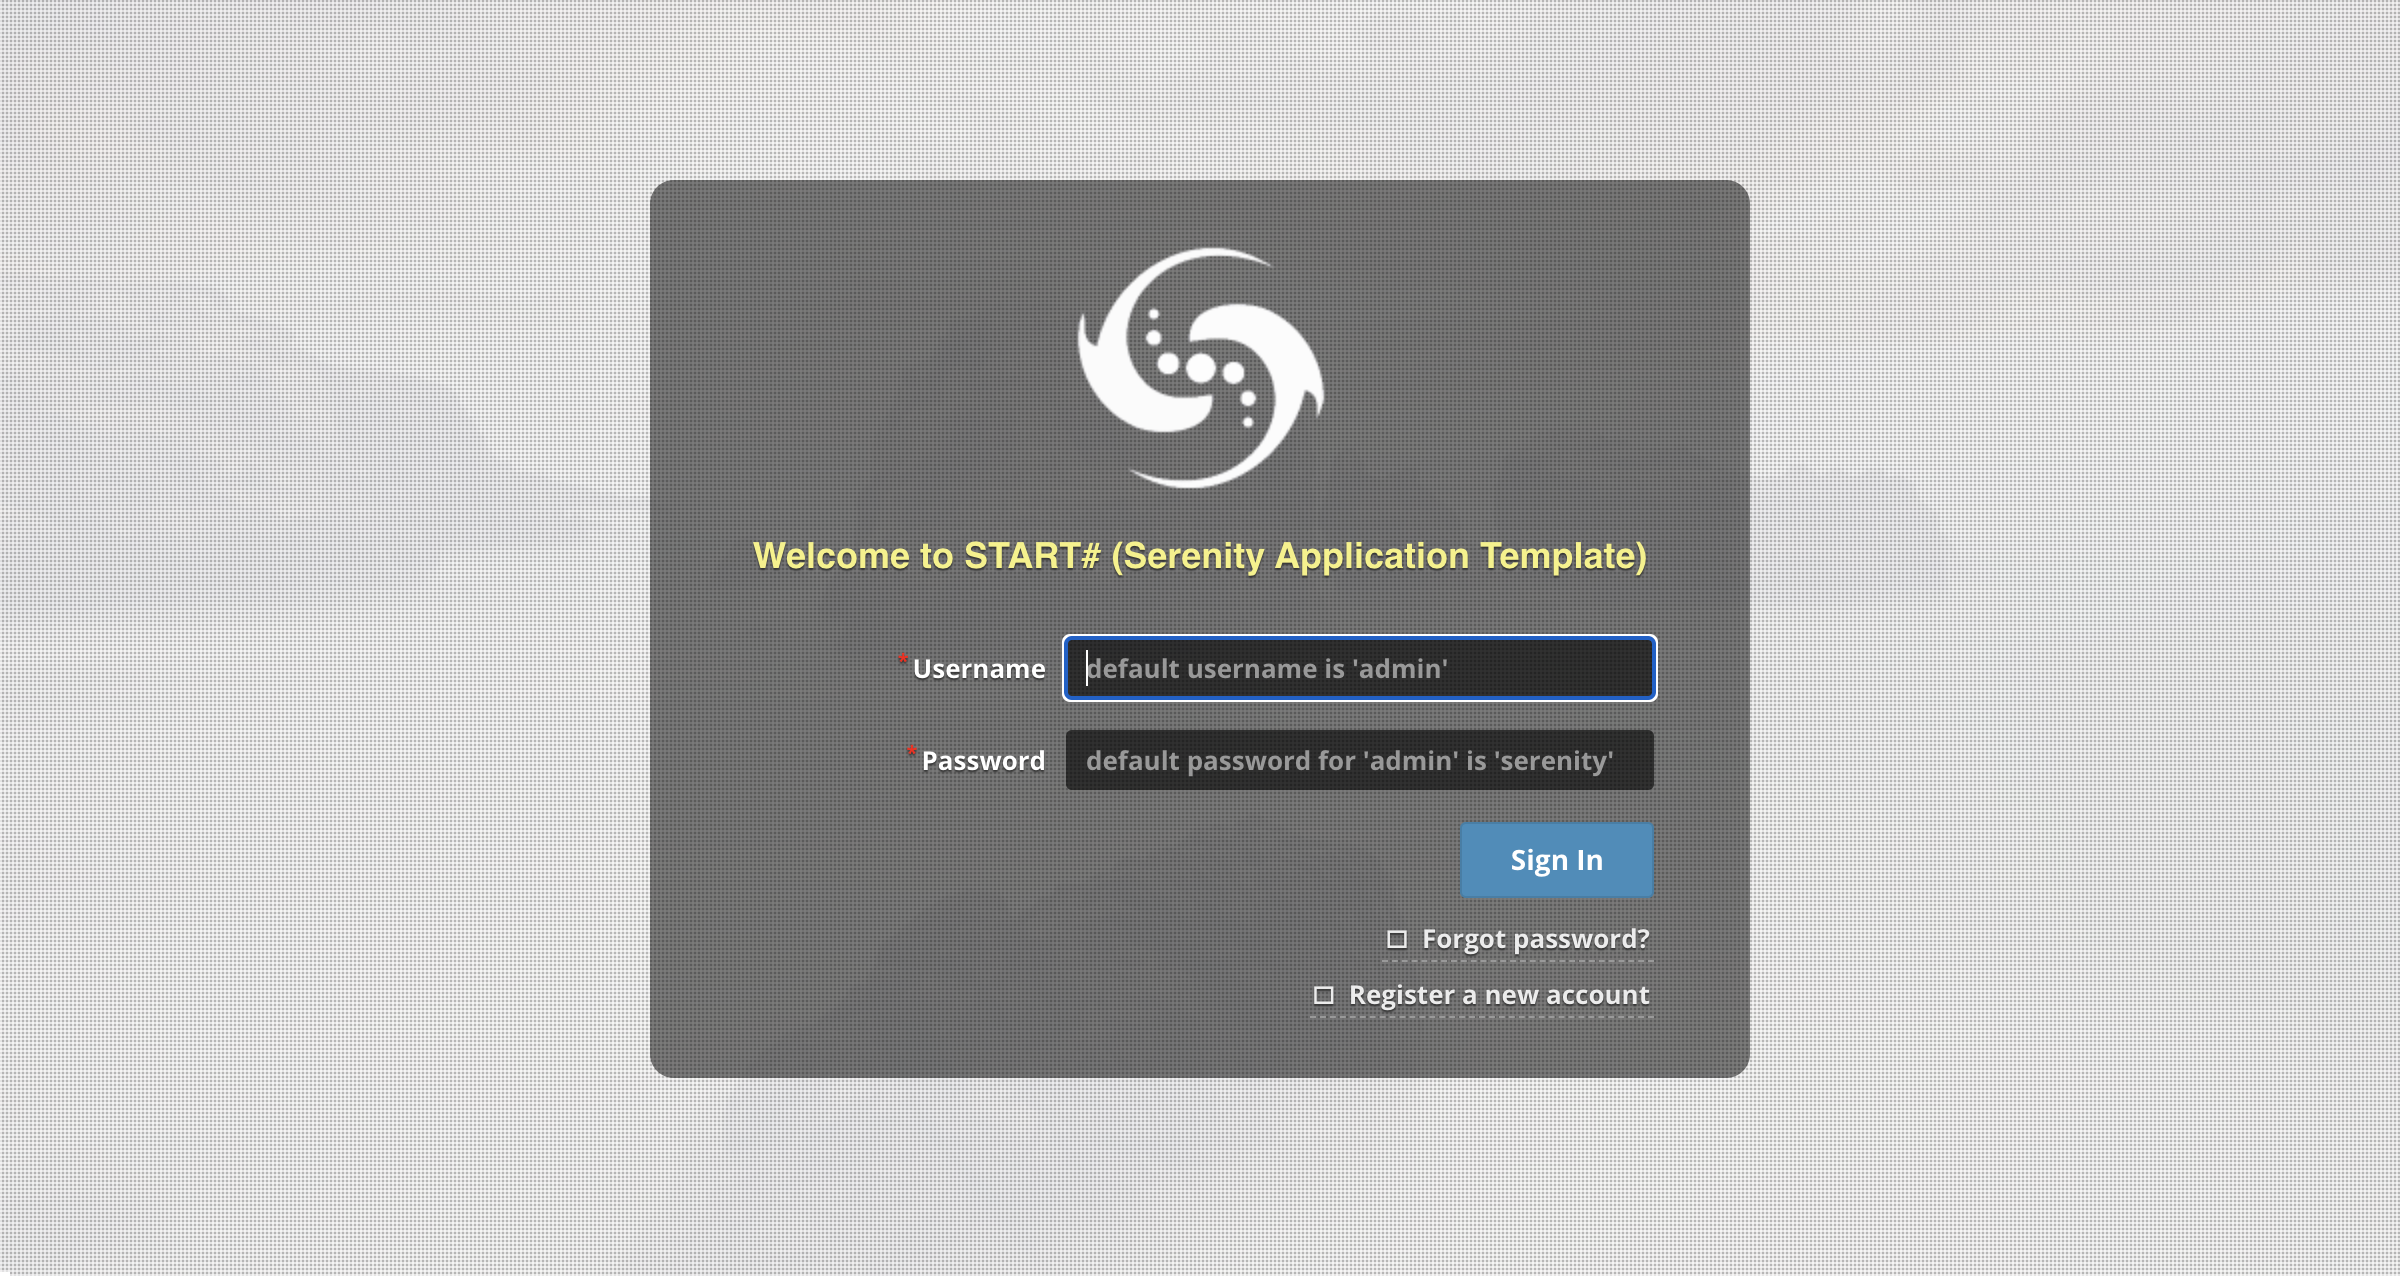 Welcome to START# (Serenity Application Template)
* Username
default username is 'admin'
* Password
default password for 'admin' is 'serenity'
Sign In
Forgot password?
Register a new account